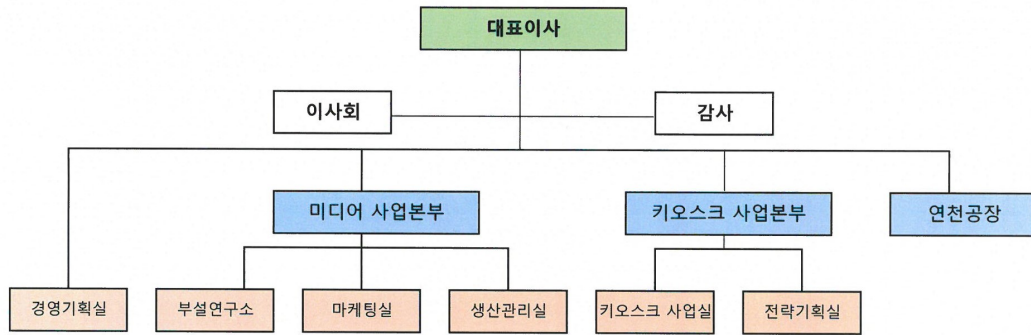 대표이사
이사회
감사
미디어 사업본부
키오스크 사업본부
연천공장
경영기획실
부설연구소
마케팅실
생산관리실
키오스크 사업실
전략기획실